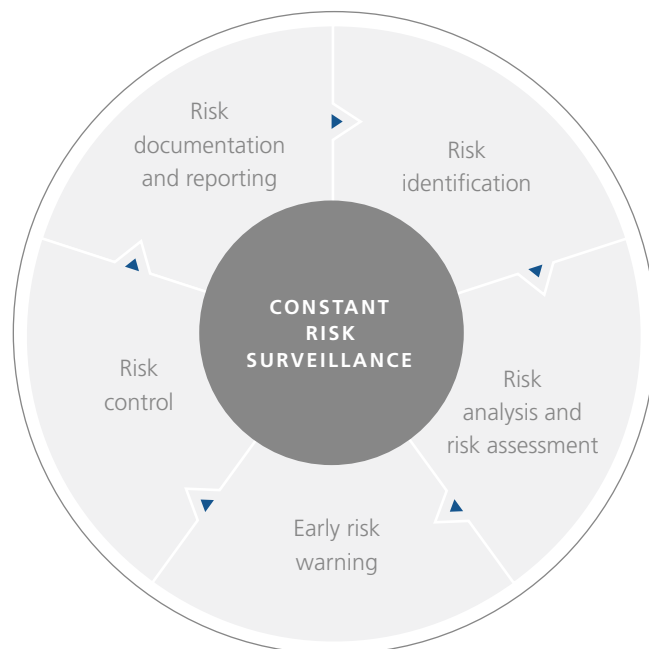 Risk
documentation
and reporting
Risk
identification
CONSTANT
RISK
SURVEILLANCE
Risk
control
Risk
analysis and
risk assessment
Early risk
warning